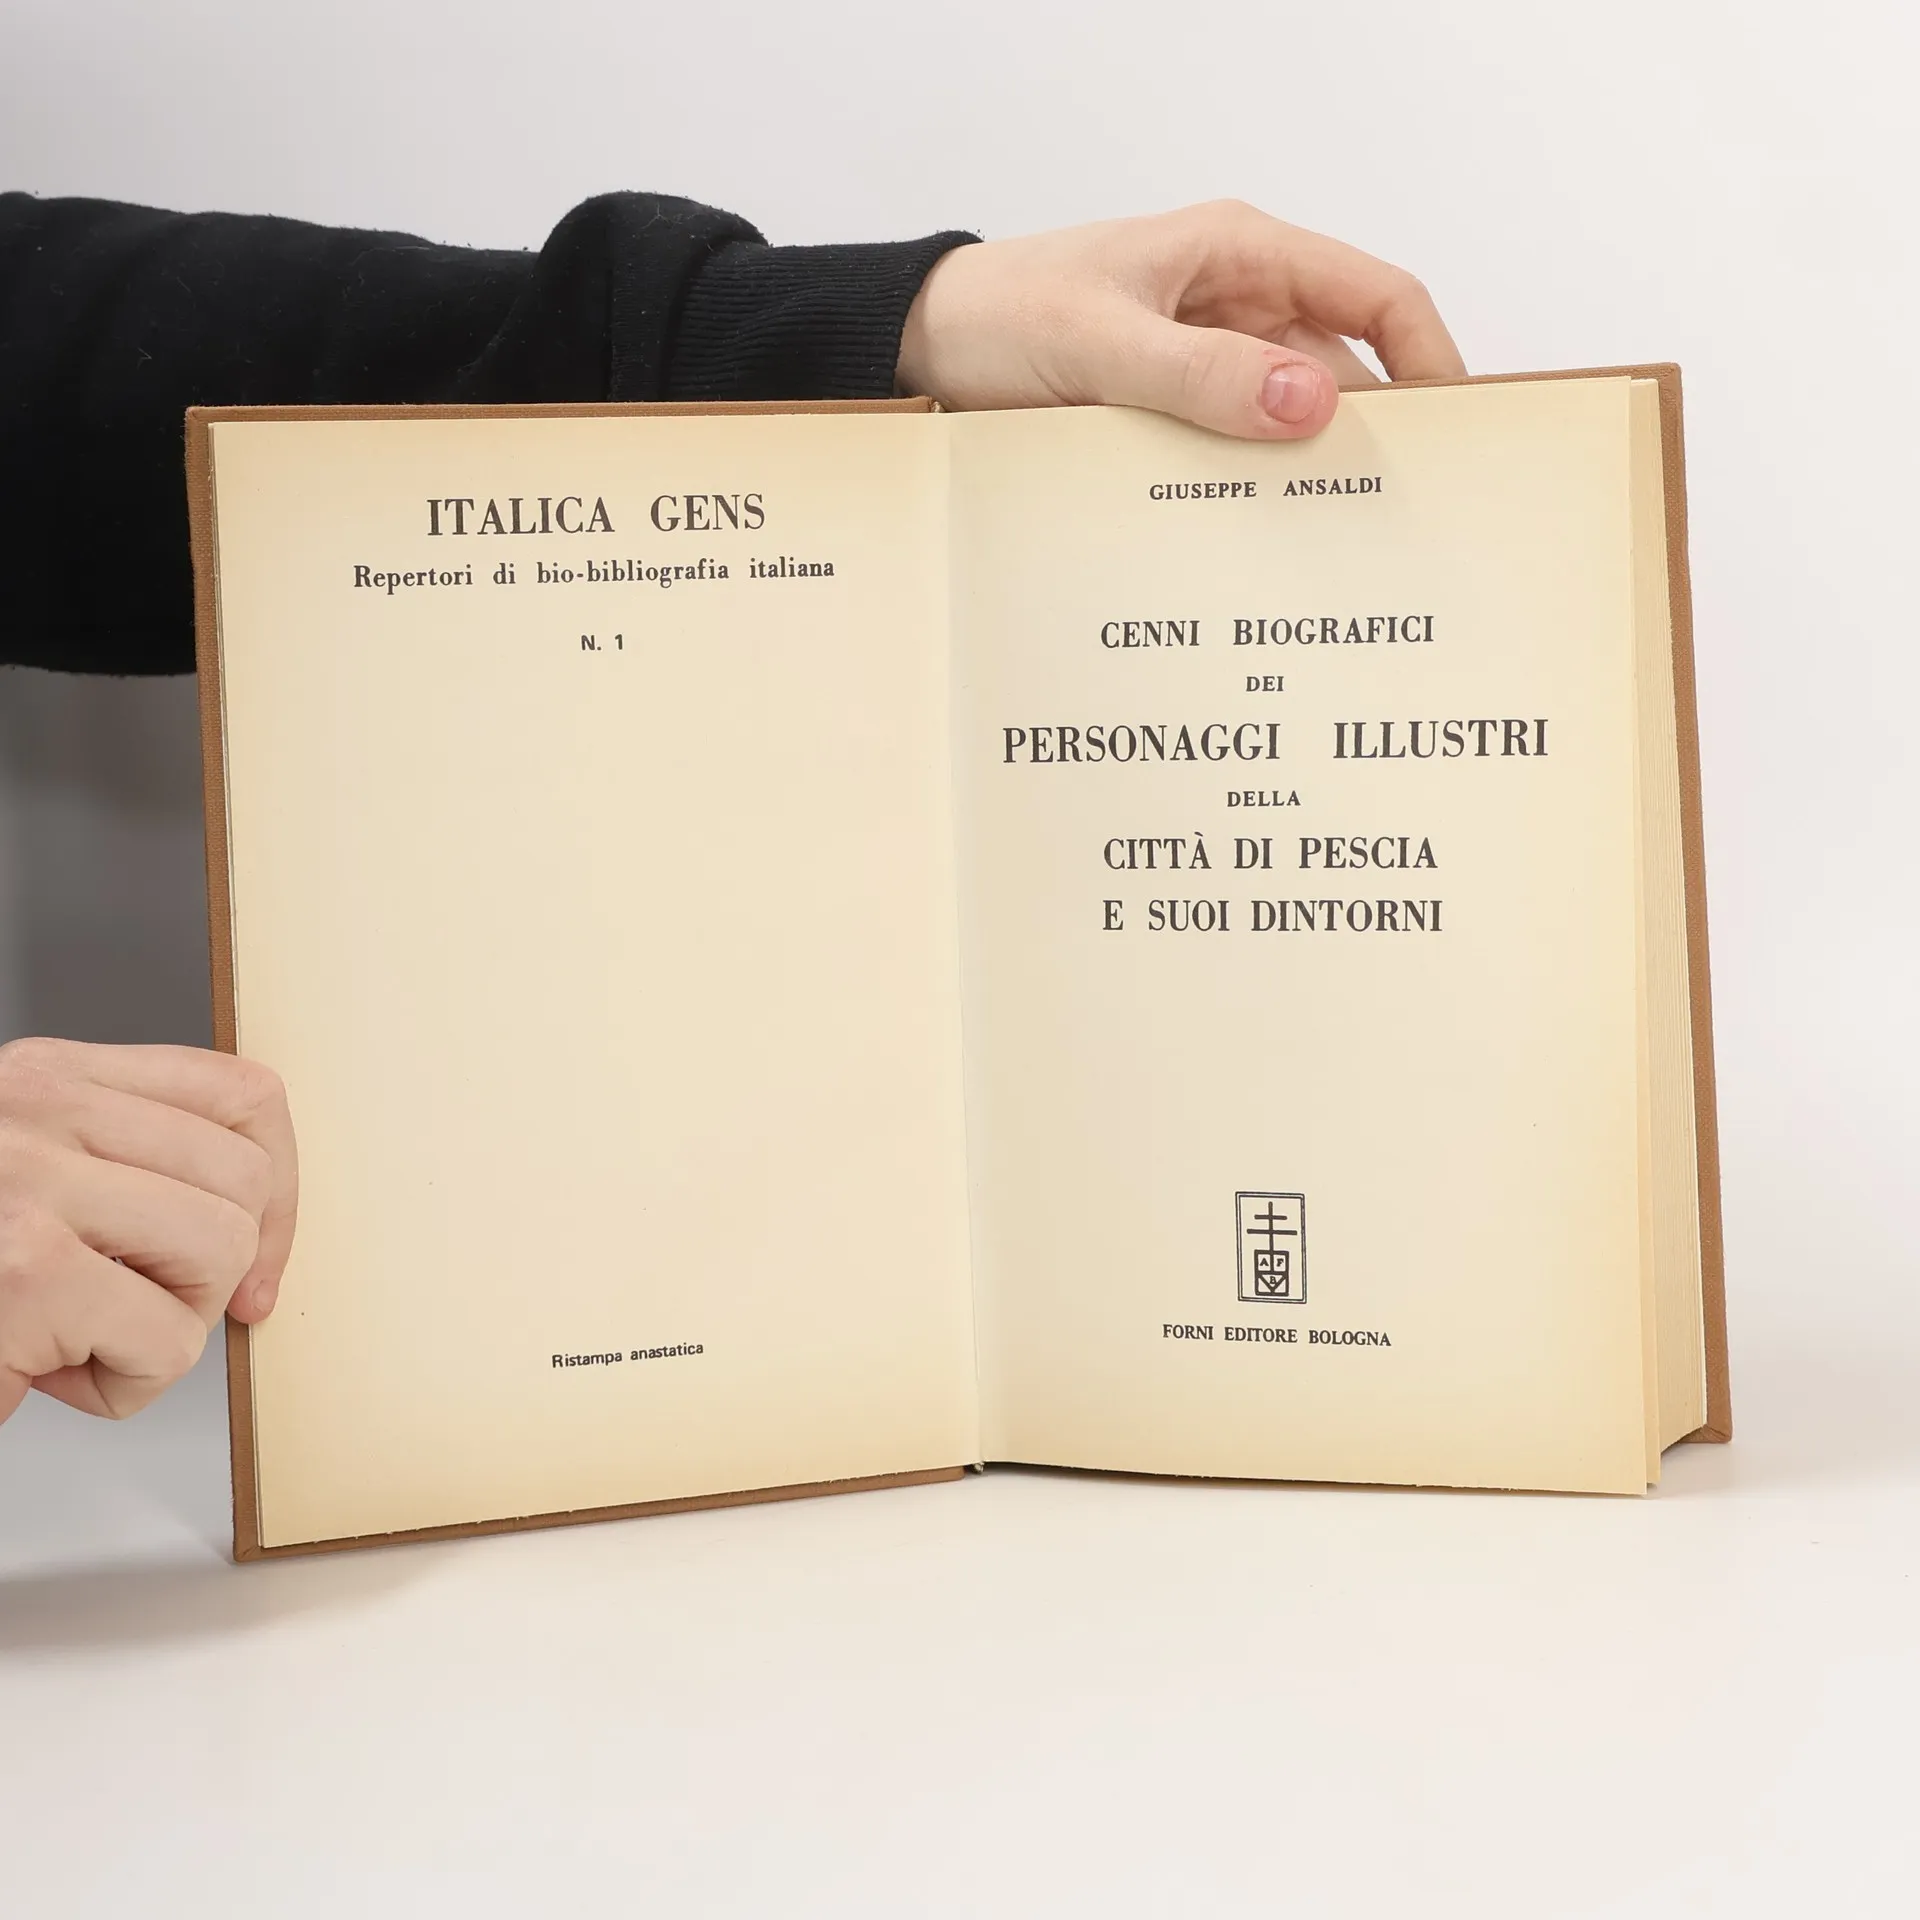 ITALICA GENS
Repertori di bio-bibliografia italiana
N. 1
Ristampa anastatica
GIUSEPPE ANSALDI
CENNI BIOGRAFICI
DEI
PERSONAGGI ILLUSTRI
DELLA
CITTÀ DI PESCIA
E SUOI DINTORNI
A F
B
FORNI EDITORE BOLOGNA